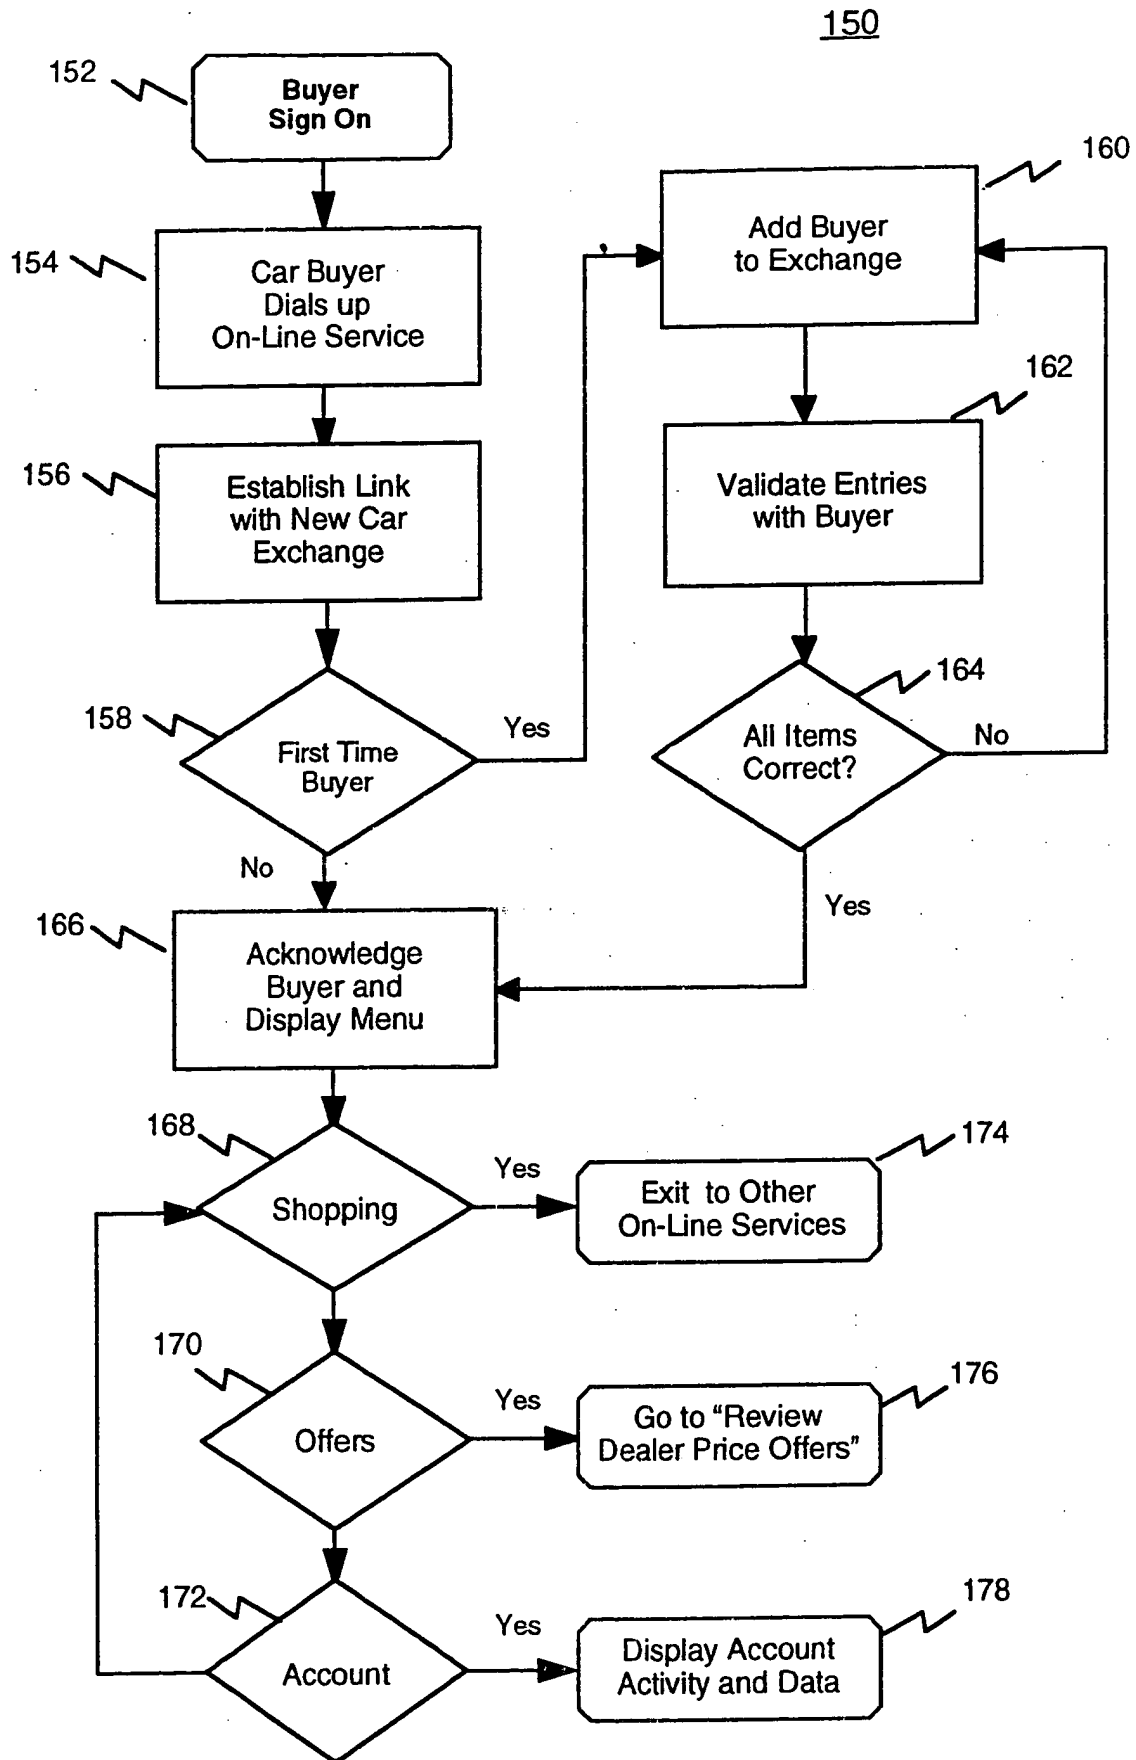 150
152
Buyer
Sign On
154
Car Buyer
Dials up
On-Line Service
156
Establish Link
with New Car
Exchange
158
First Time
Buyer
Yes
No
160
Add Buyer
to Exchange
162
Validate Entries
with Buyer
164
All Items
Correct?
No
Yes
166
Acknowledge
Buyer and
Display Menu
168
Shopping
Yes
174
Exit to Other
On-Line Services
170
Offers
Yes
176
Go to “Review
Dealer Price Offers”
172
Account
Yes
178
Display Account
Activity and Data